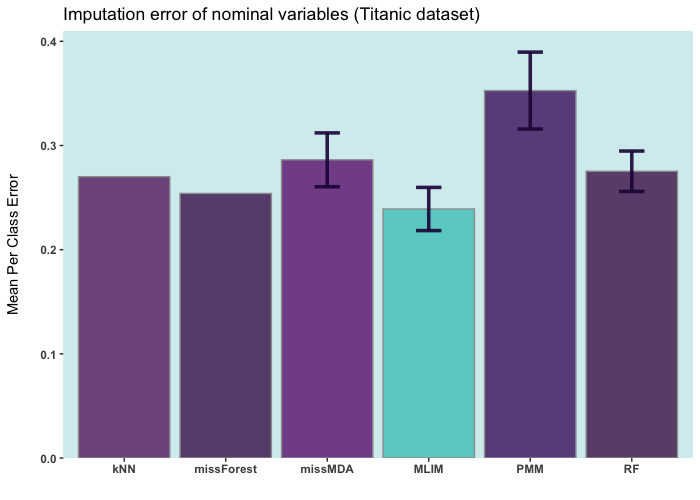 Imputation error of nominal variables (Titanic dataset)
Mean Per Class Error
0.4
0.3
0.2
0.1
0.0
kNN missForest missMDA MLIM PMM RF